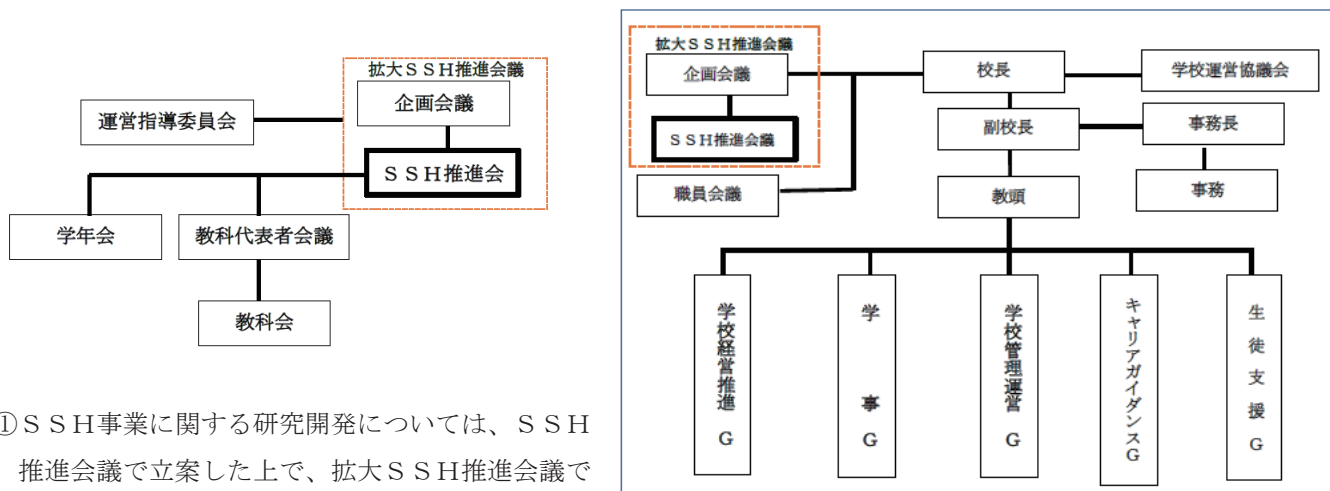 拡大ＳＳＨ推進会議
企画会議
運営指導委員会
ＳＳＨ推進会
学年会
教科代表者会議
教科会
①ＳＳＨ事業に関する研究開発については、ＳＳＨ
推進会議で立案した上で、拡大ＳＳＨ推進会議で
拡大ＳＳＨ推進会議
企画会議
校長
学校運営協議会
ＳＳＨ推進会議
副校長
事務長
職員会議
教頭
事務
学校経営推進Ｇ
学事Ｇ
学校管理運営Ｇ
キャリアガイダンスＧ
生徒支援Ｇ